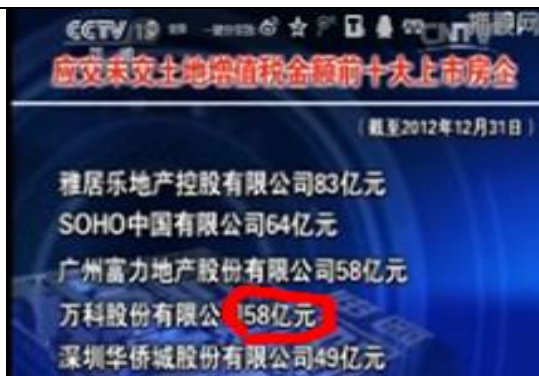 CCTV
应交未交土地增值税金额前十大上市房企
（截至2012年12月31日）
雅居乐地产控股有限公司83亿元
SOHO中国有限公司64亿元
广州富力地产股份有限公司58亿元
万科股份有限公司58亿元
深圳华侨城股份有限公司49亿元